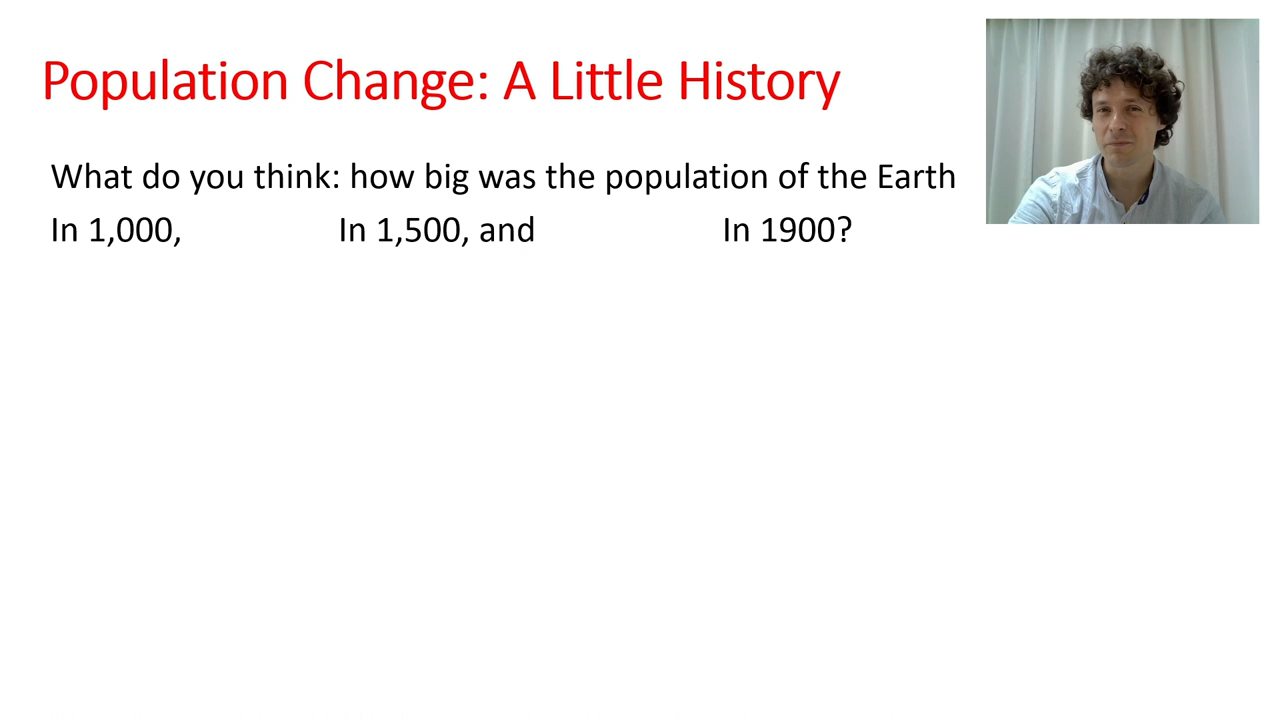 Population Change: A Little History
What do you think: how big was the population of the Earth
In 1,000, In 1,500, and In 1900?